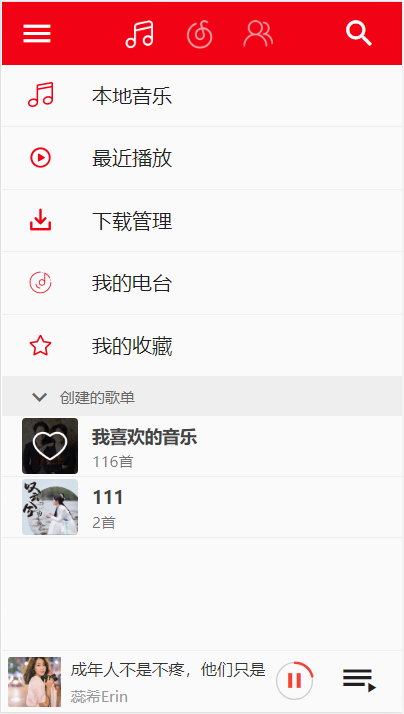 本地音乐
最近播放
下载管理
我的电台
我的收藏
创建的歌单
我喜欢的音乐
116首
111
2首
成年人不是不疼，他们只是
蕊希Erin